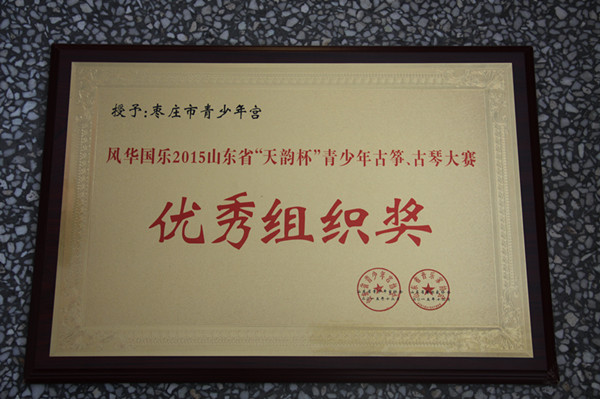 授予:枣庄市青少年宫
风华国乐2015山东省“天韵杯”青少年古筝、古琴大赛
优秀组织奖